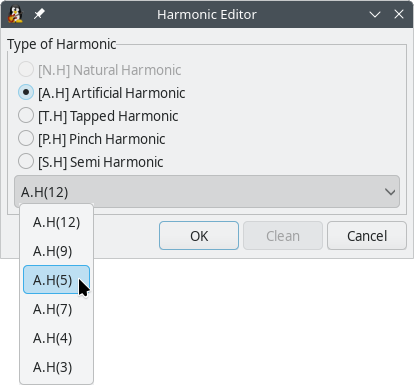 Harmonic Editor
Type of Harmonic
[N.H] Natural Harmonic
[A.H] Artificial Harmonic
[T.H] Tapped Harmonic
[P.H] Pinch Harmonic
[S.H] Semi Harmonic
A.H(12)
OK Clean Cancel
A.H(12)
A.H(9)
A.H(5)
A.H(7)
A.H(4)
A.H(3)